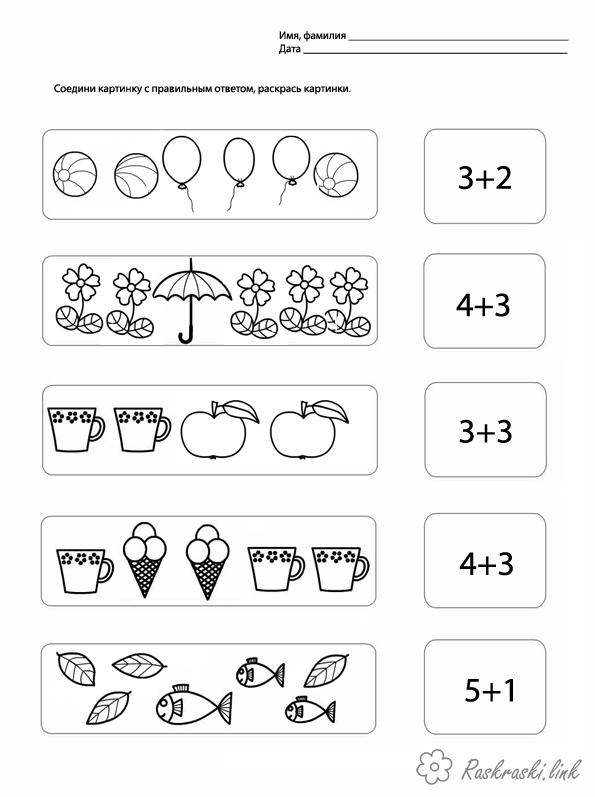 Имя, фамилия
Дата
Соедини картинку с правильным ответом, раскрась картинки.
3+2
4+3
3+3
4+3
5+1
Raskraski.link